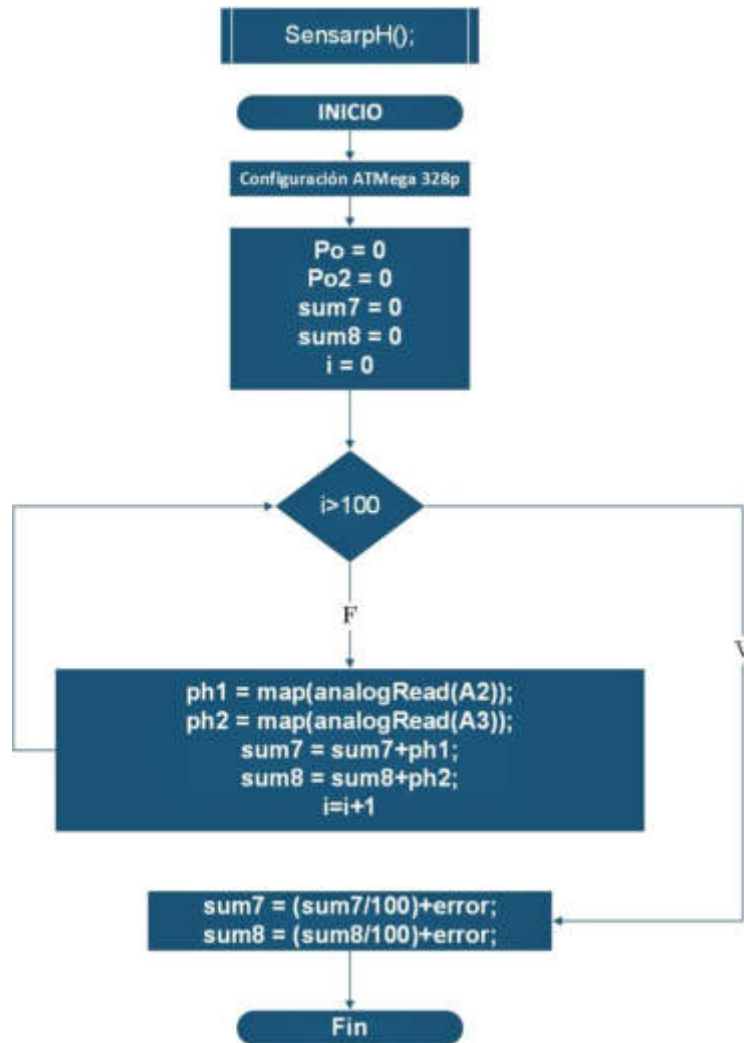 SensarpH();
INICIO
Configuración ATMega 328p
Po = 0
Po2 = 0
sum7 = 0
sum8 = 0
i = 0
i>100
F
V
ph1 = map(analogRead(A2));
ph2 = map(analogRead(A3));
sum7 = sum7+ph1;
sum8 = sum8+ph2;
i=i+1
sum7 = (sum7/100)+error;
sum8 = (sum8/100)+error;
Fin